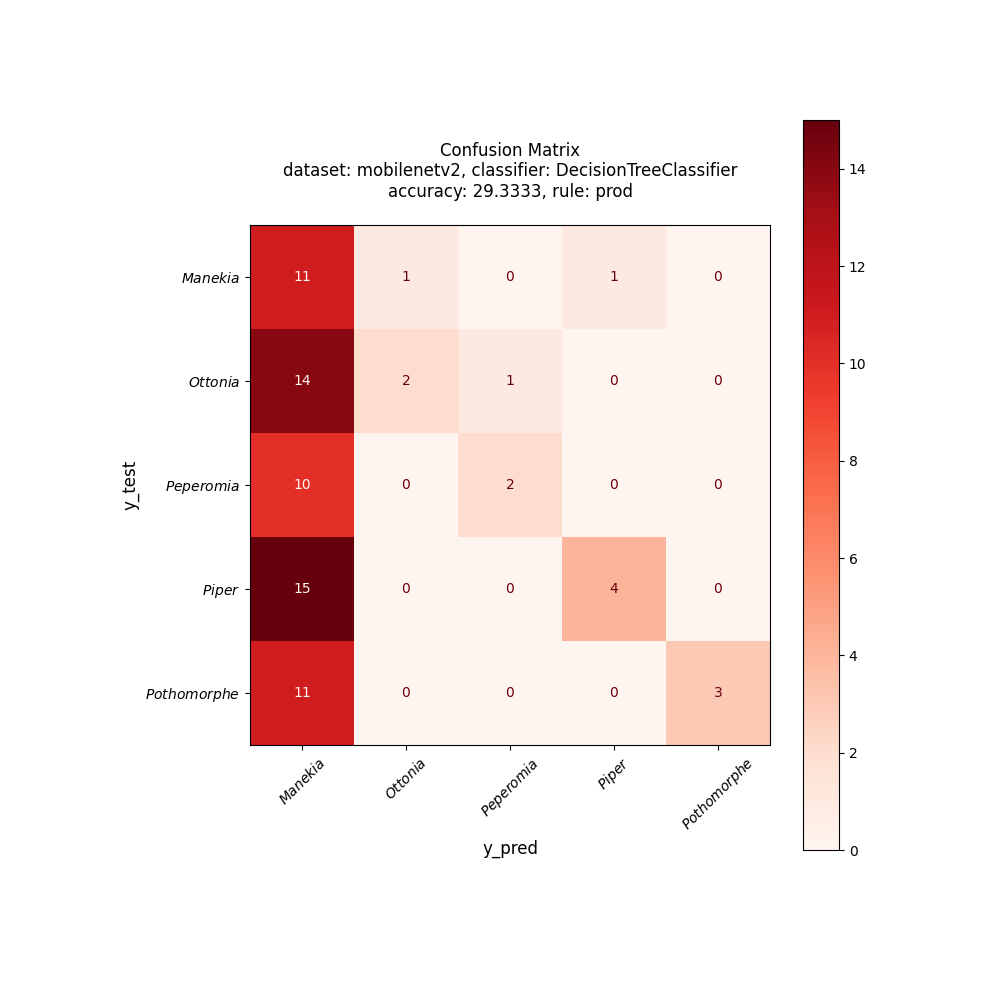 Confusion Matrix
dataset: mobilenetv2, classifier: DecisionTreeClassifier
accuracy: 29.3333, rule: prod
y_test
Manekia 11 1 0 1 0
Ottonia 14 2 1 0 0
Peperomia 10 0 2 0 0
Piper 15 0 0 4 0
Pothomorphe 11 0 0 0 3
Manekia Ottonia Peperomia Piper Pothomorphe
y_pred
14
12
10
8
6
4
2
0